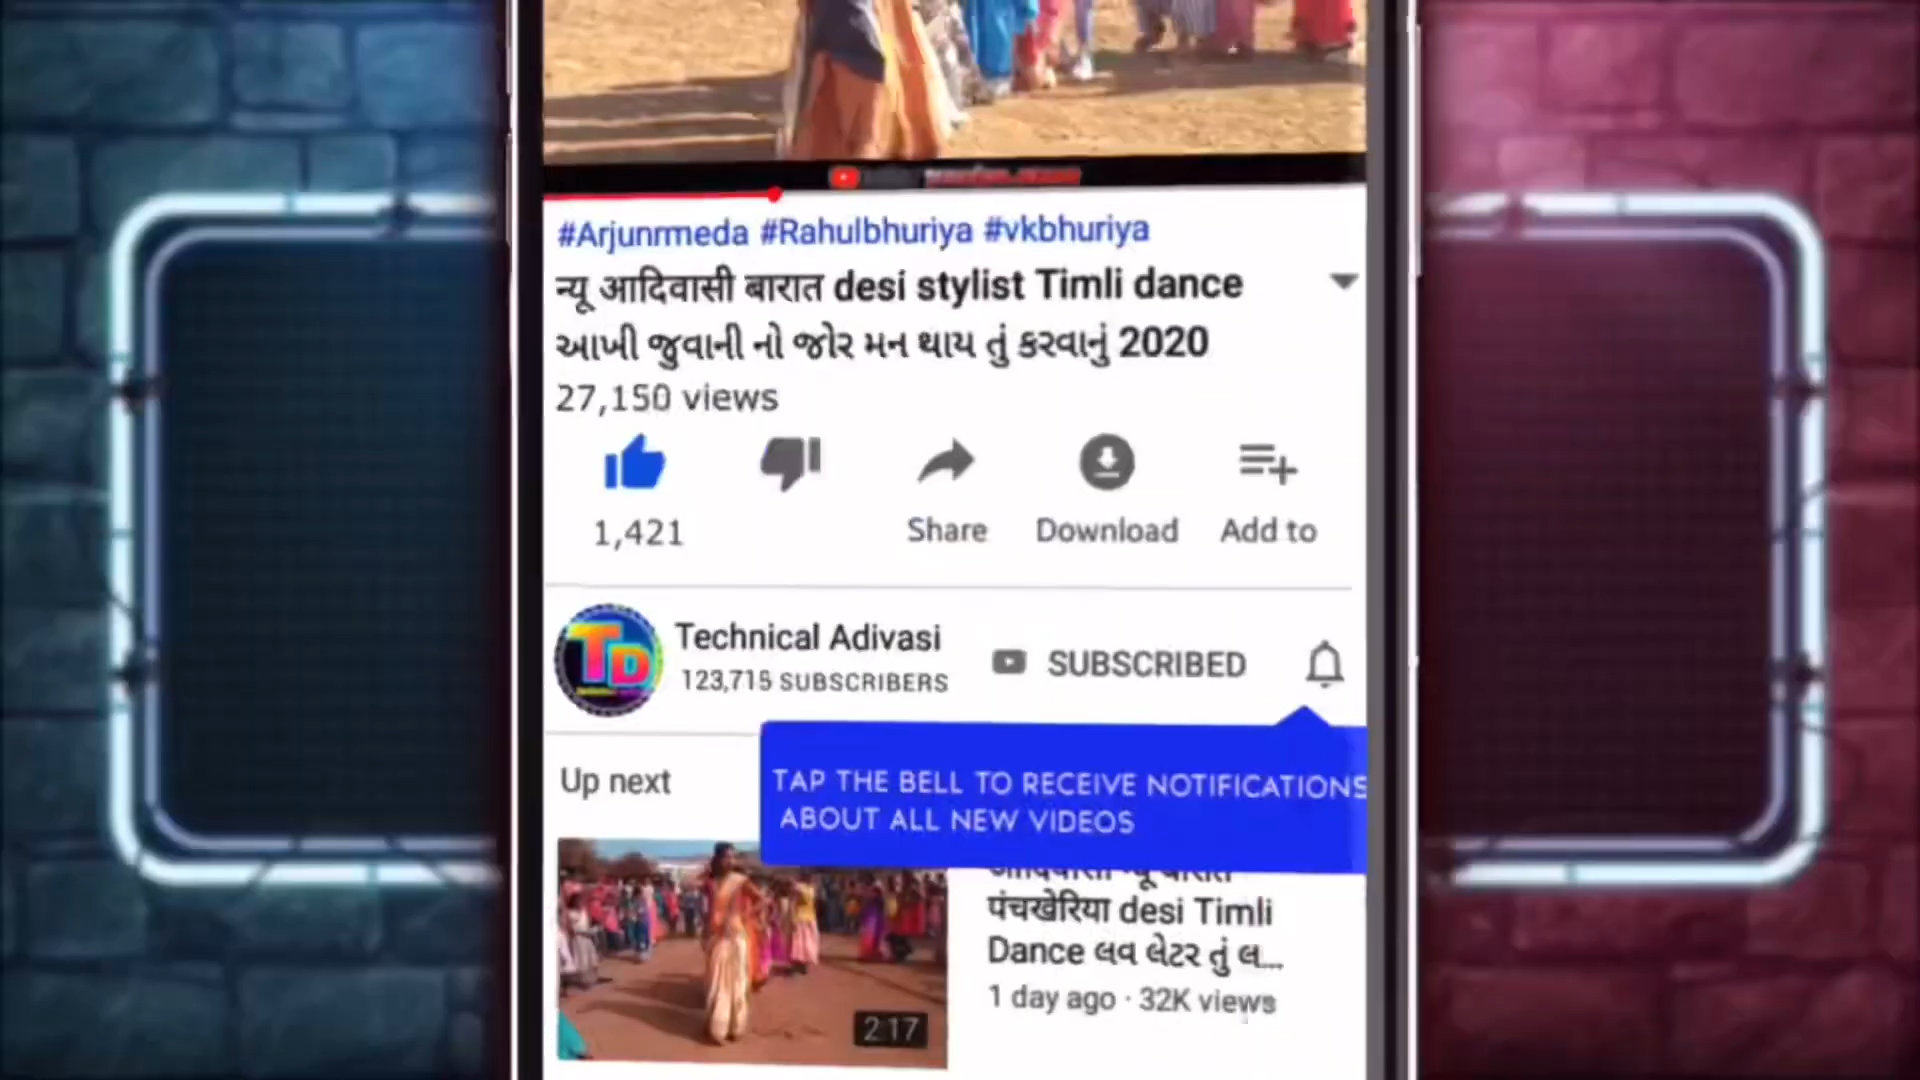 #Arjunrmeda #Rahulbhuriya #vkbhuriya
न्यू आदिवासी बारात desi stylist Timli dance
આખી જુવાની નો જોર મન થાય તું કરવાનું 2020
27,150 views
1,421
Share
Download
Add to
TD
Technical Adivasi
SUBSCRIBED
123,715 SUBSCRIBERS
Up next
TAP THE BELL TO RECEIVE NOTIFICATIONS
ABOUT ALL NEW VIDEOS
आदिवासी न्यू बारात
पंचखेरिया desi Timli
Dance લવ લેટર તું લ...
1 day ago · 32K views
2:17